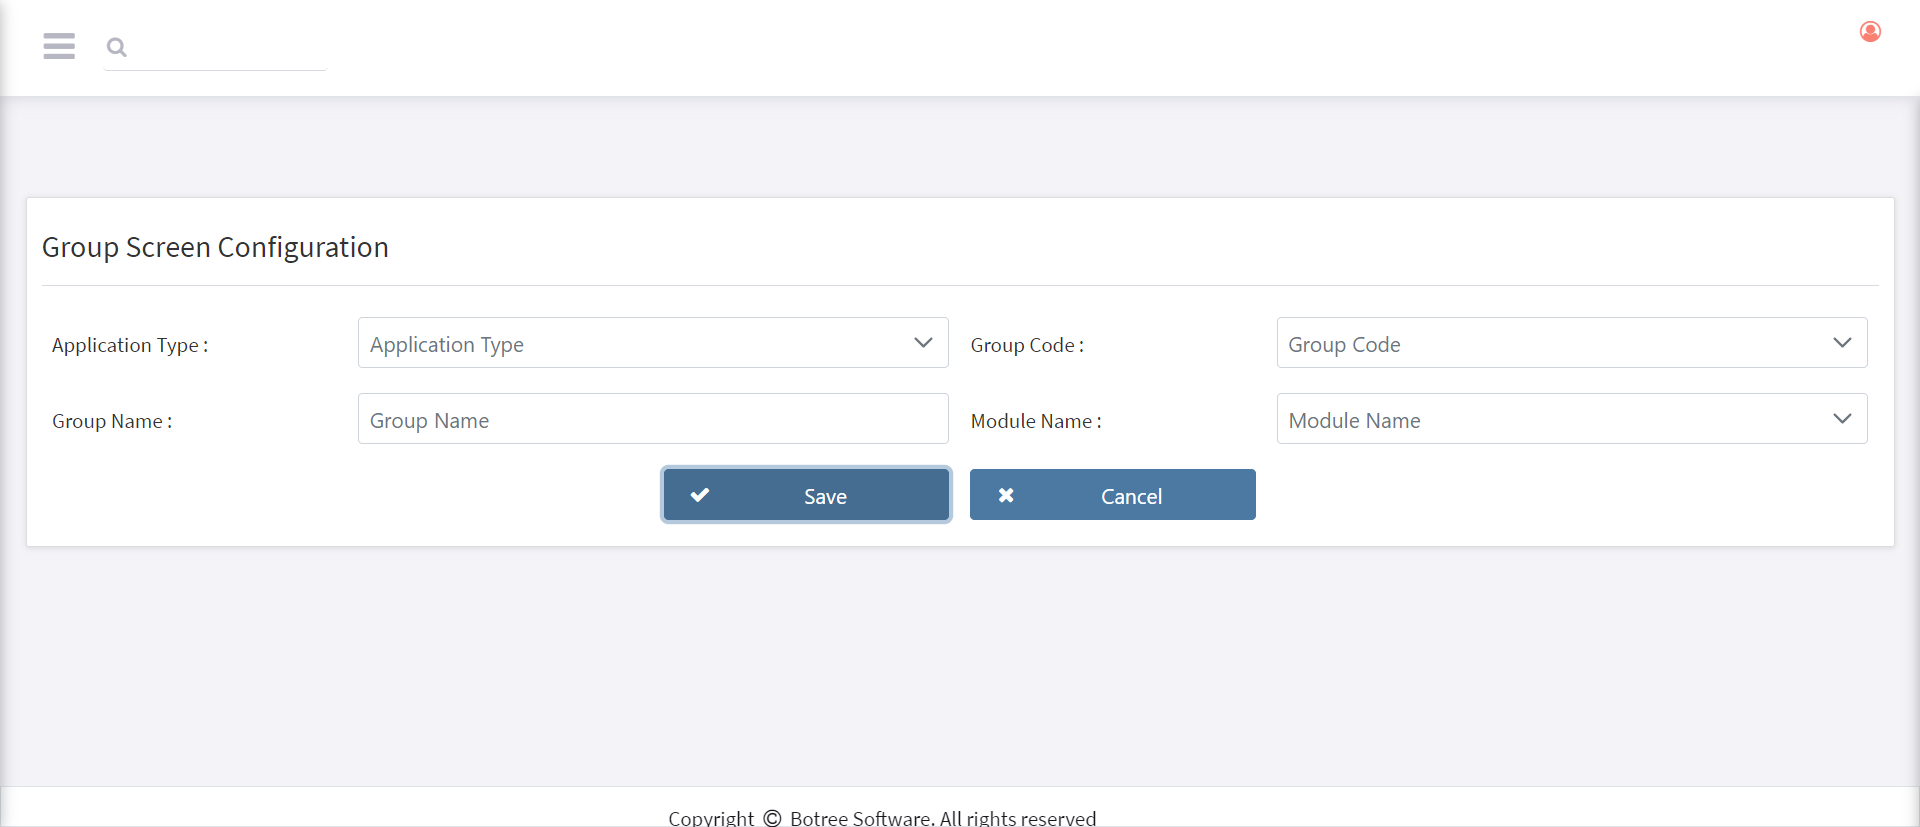 Group Screen Configuration
Application Type : Application Type Group Code : Group Code
Group Name : Group Name Module Name : Module Name
Save Cancel
Copyright © Botree Software. All rights reserved